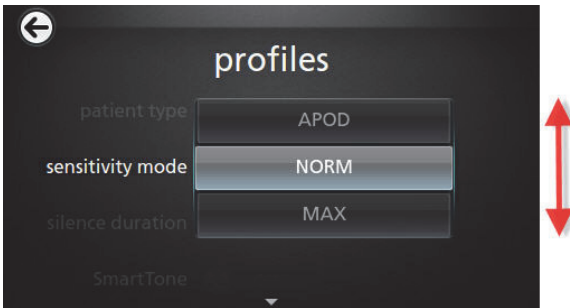 profiles
patient type
APOD
sensitivity mode
NORM
silence duration
MAX
SmartTone